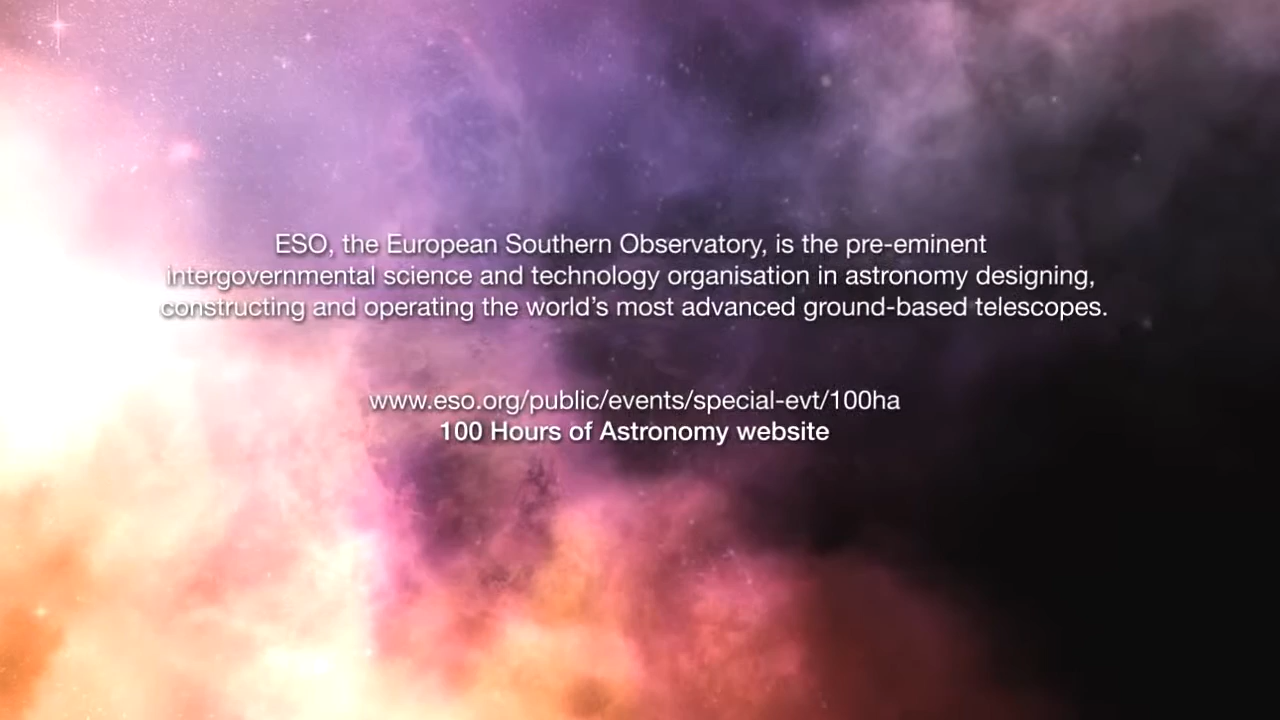 ESO, the European Southern Observatory, is the pre-eminent
intergovernmental science and technology organisation in astronomy designing,
constructing and operating the world’s most advanced ground-based telescopes.
www.eso.org/public/events/special-evt/100ha
100 Hours of Astronomy website